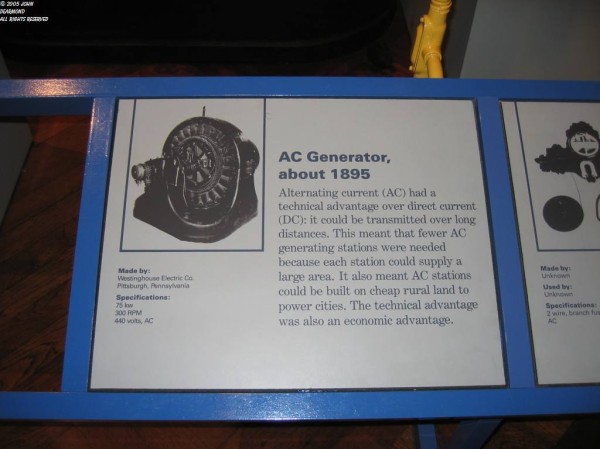 © 2005 JOHN
DEARMOND
ALL RIGHTS RESERVED
AC Generator,
about 1895
Alternating current (AC) had a
technical advantage over direct current
(DC): it could be transmitted over long
distances. This meant that fewer AC
generating stations were needed
because each station could supply a
large area. It also meant AC stations
could be built on cheap rural land to
power cities. The technical advantage
was also an economic advantage.
Made by:
Westinghouse Electric Co.
Pittsburgh, Pennsylvania
Specifications:
75 kw
300 RPM
440 volts, AC
Made by:
Unknown
Used by:
Unknown
Specifications:
2 wire, branch
AC